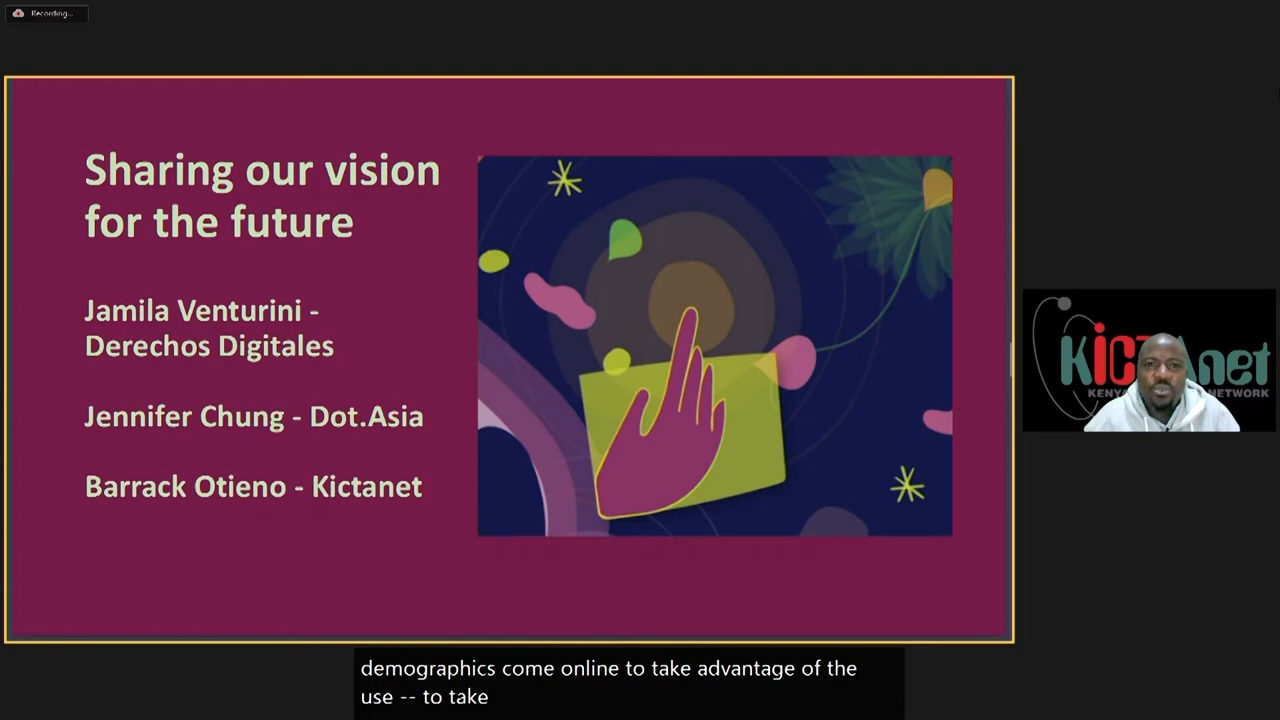 Recording...
Sharing our vision
for the future
Jamila Venturini -
Derechos Digitales
Jennifer Chung - Dot.Asia
Barrack Otieno - Kictanet
NETWORK
demographics come online to take advantage of the
use -- to take